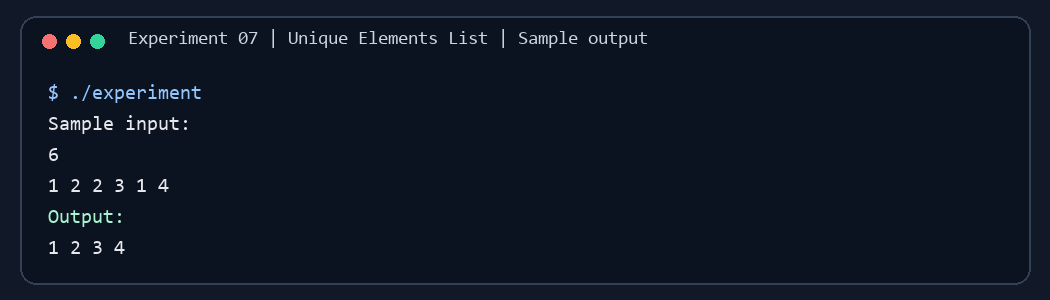 Experiment 07 | Unique Elements List | Sample output
$ ./experiment
Sample input:
6
1 2 2 3 1 4
Output:
1 2 3 4